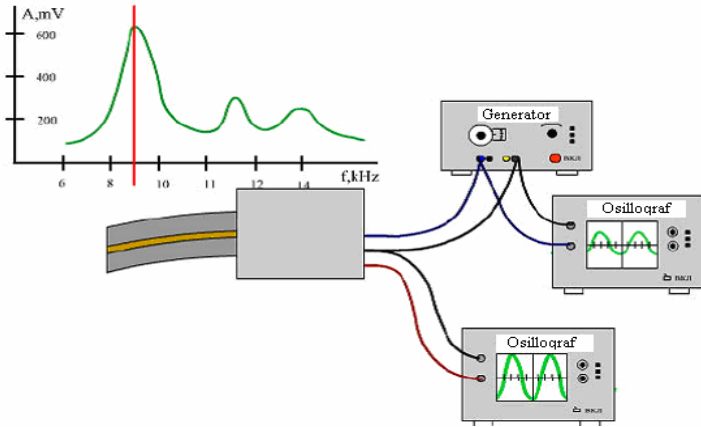 A,mV
600
400
200
6 8 10 11 12 14 f,kHz
Generator
Osilloqraf
Osilloqraf